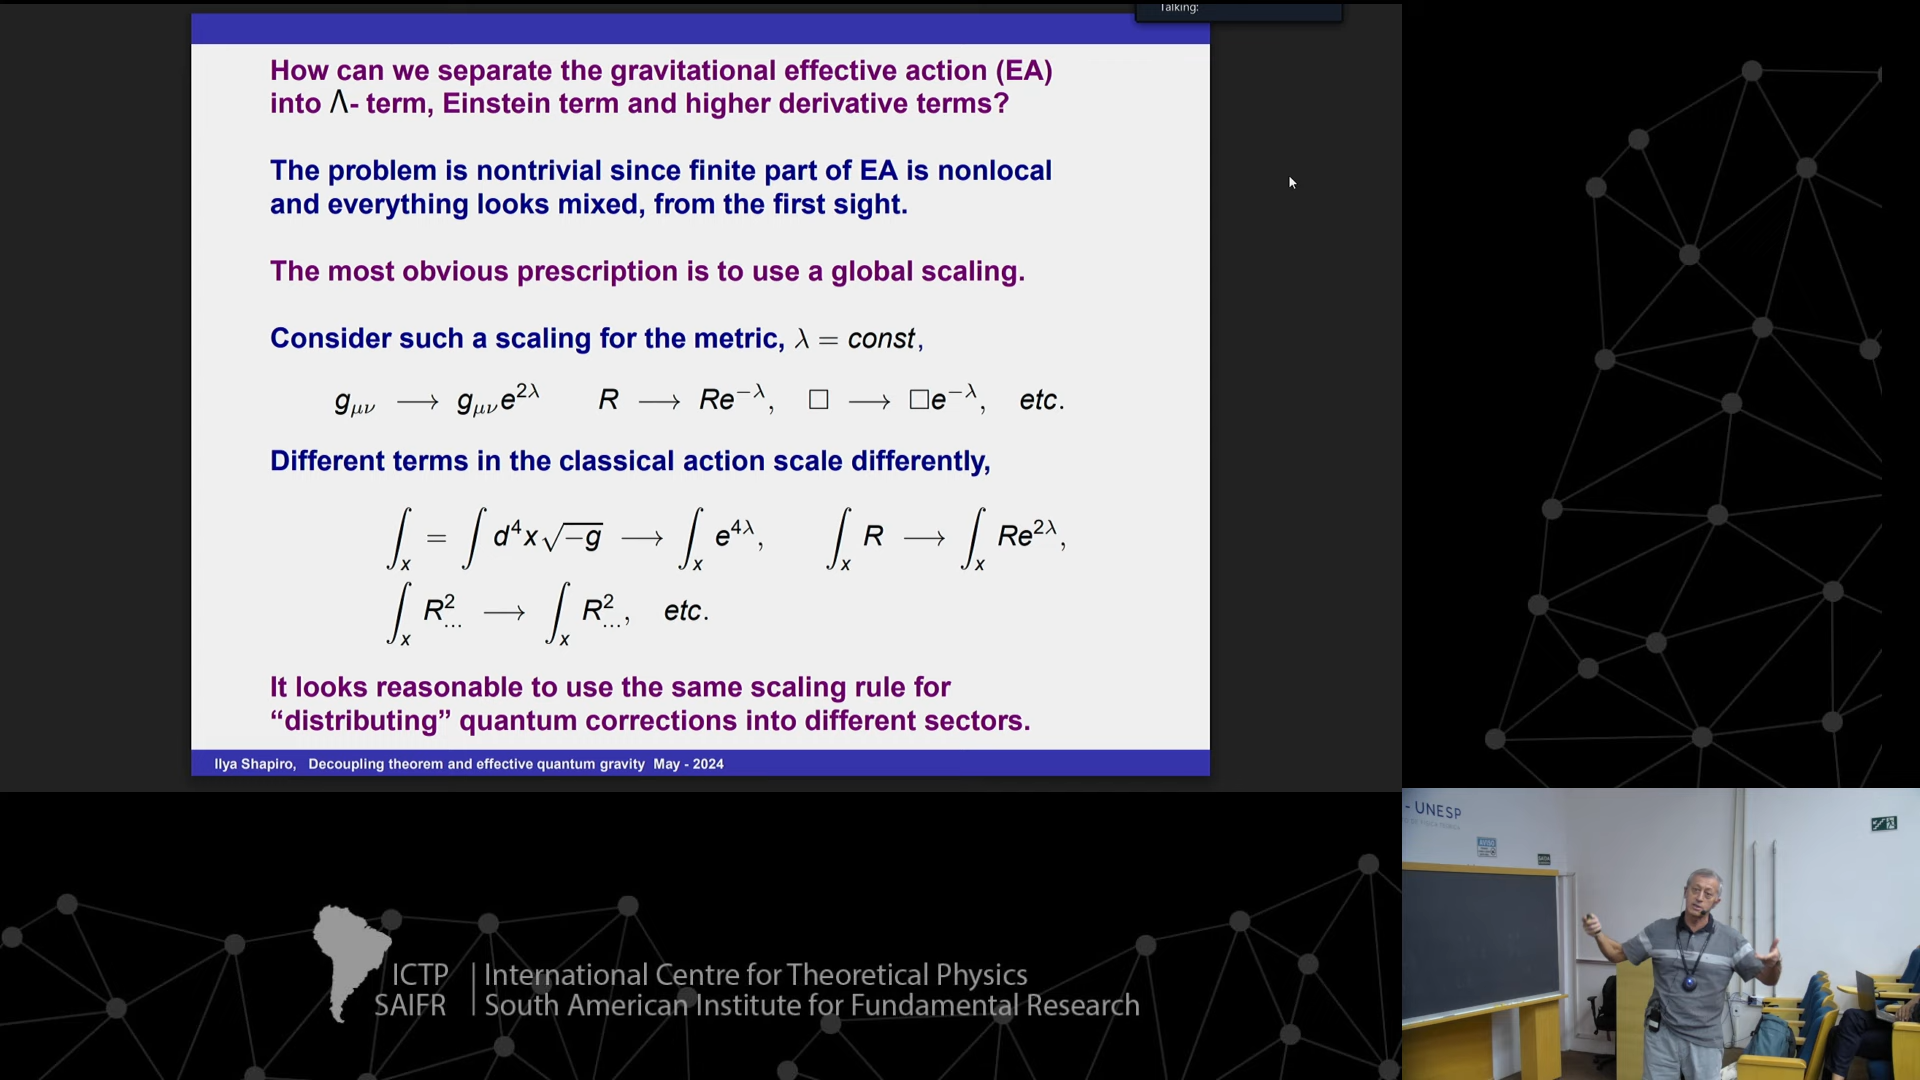 Talking:
How can we separate the gravitational effective action (EA)
into Λ- term, Einstein term and higher derivative terms?
The problem is nontrivial since finite part of EA is nonlocal
and everything looks mixed, from the first sight.
The most obvious prescription is to use a global scaling.
Consider such a scaling for the metric, λ = const,
g_{μν} ⟶ g_{μν}e^{2λ} R ⟶ Re^{−λ}, □ ⟶ □e^{−λ}, etc.
Different terms in the classical action scale differently,
∫_x = ∫ d^4x√−g ⟶ ∫_x e^{4λ}, ∫_x R ⟶ ∫_x Re^{2λ},
∫_x R^2_{...} ⟶ ∫_x R^2_{...}, etc.
It looks reasonable to use the same scaling rule for
“distributing” quantum corrections into different sectors.
Ilya Shapiro, Decoupling theorem and effective quantum gravity May - 2024
- UNESP
ICTP | International Centre for Theoretical Physics
SAIFR | South American Institute for Fundamental Research